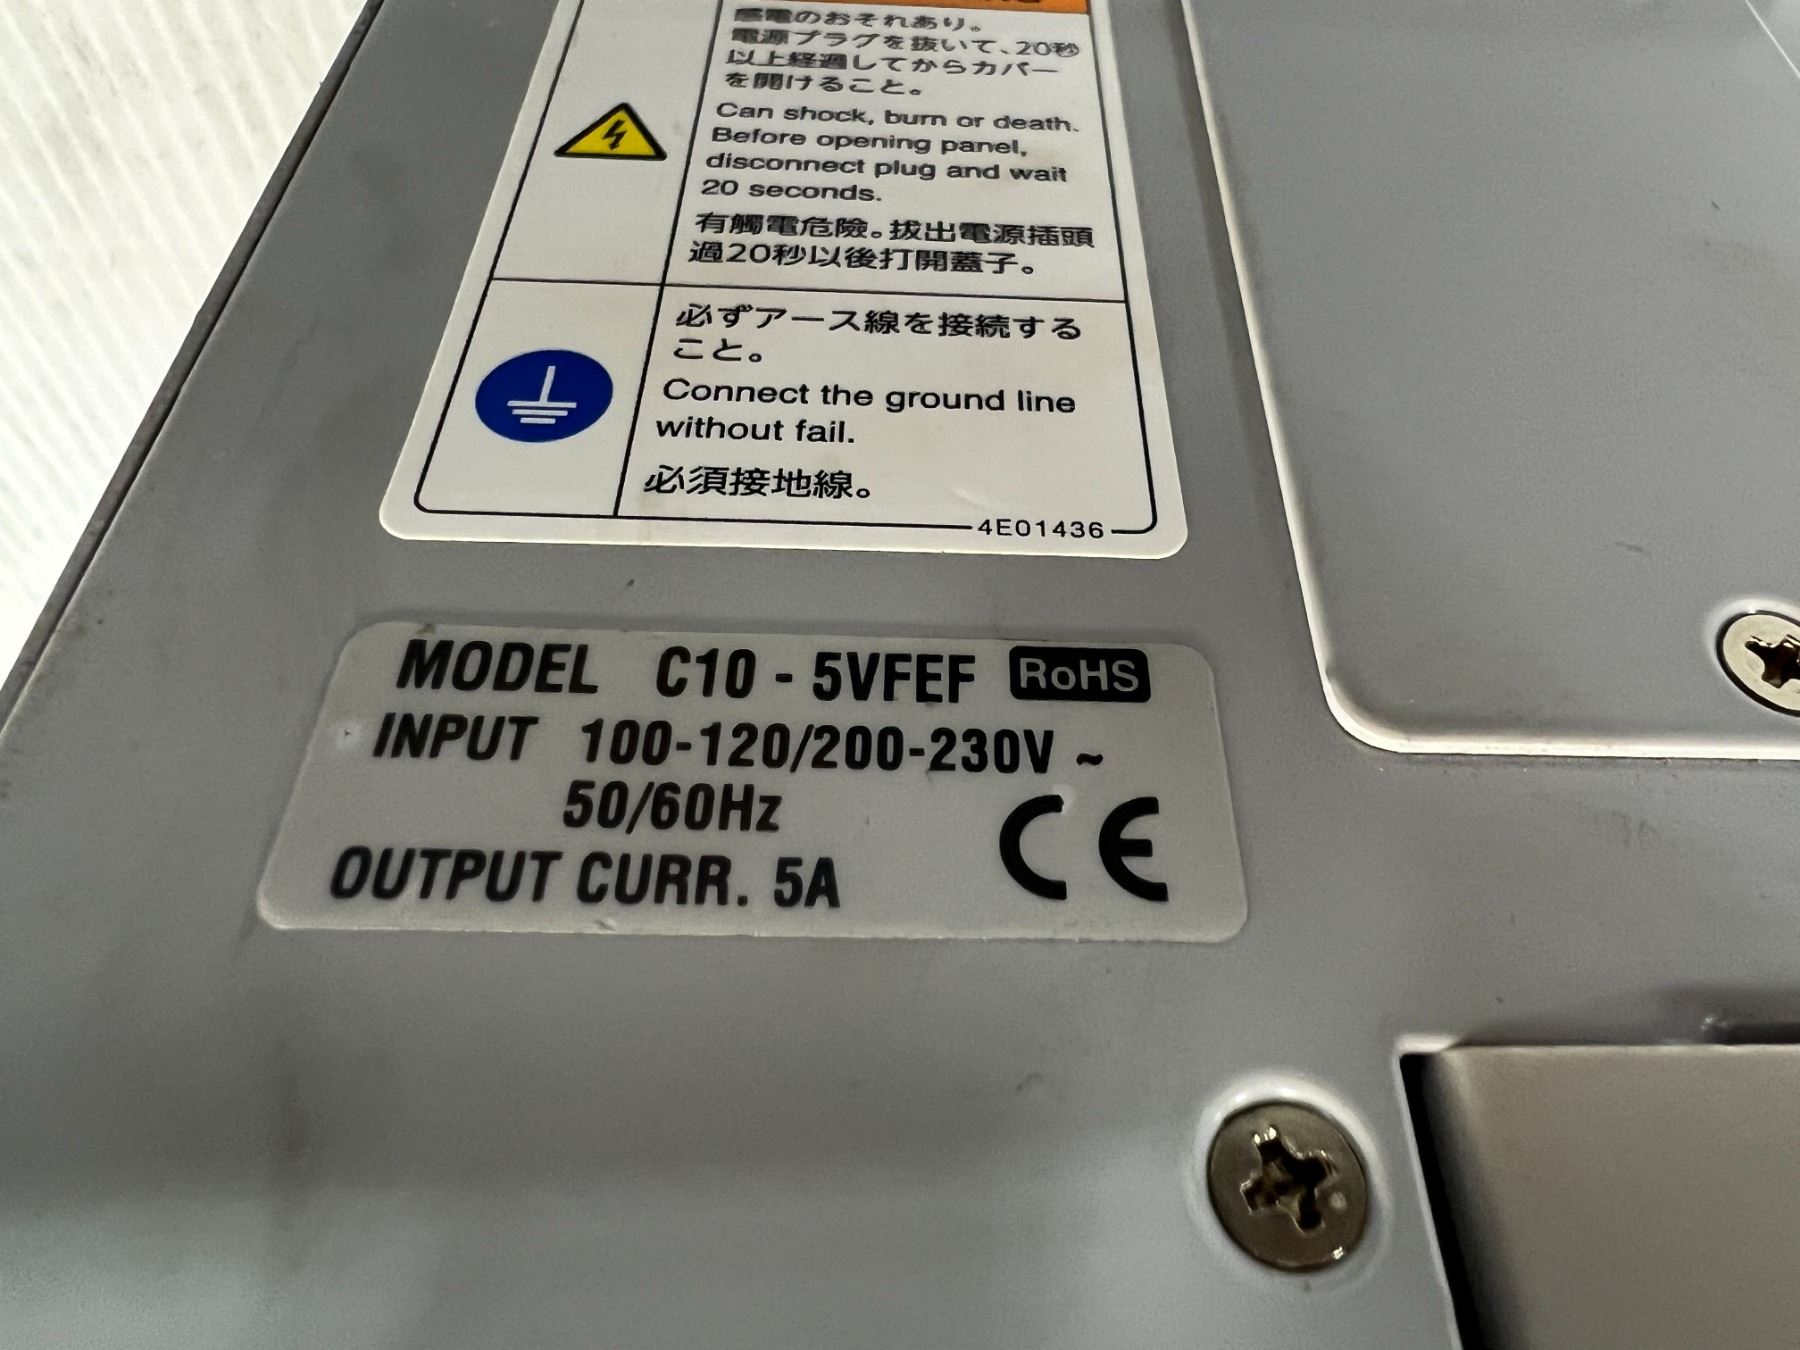 感電のおそれあり。
電源プラグを抜いて、20秒
以上経過してからカバー
を開けること。
Can shock, burn or death.
Before opening panel,
disconnect plug and wait
20 seconds.
有觸電危險。拔出電源插頭
過20秒以後打開蓋子。
必ずアース線を接続する
こと。
Connect the ground line
without fail.
必須接地線。
4E01436
MODEL C10 - 5VFEF RoHS
INPUT 100-120/200-230V ~
50/60Hz
OUTPUT CURR. 5A
CE